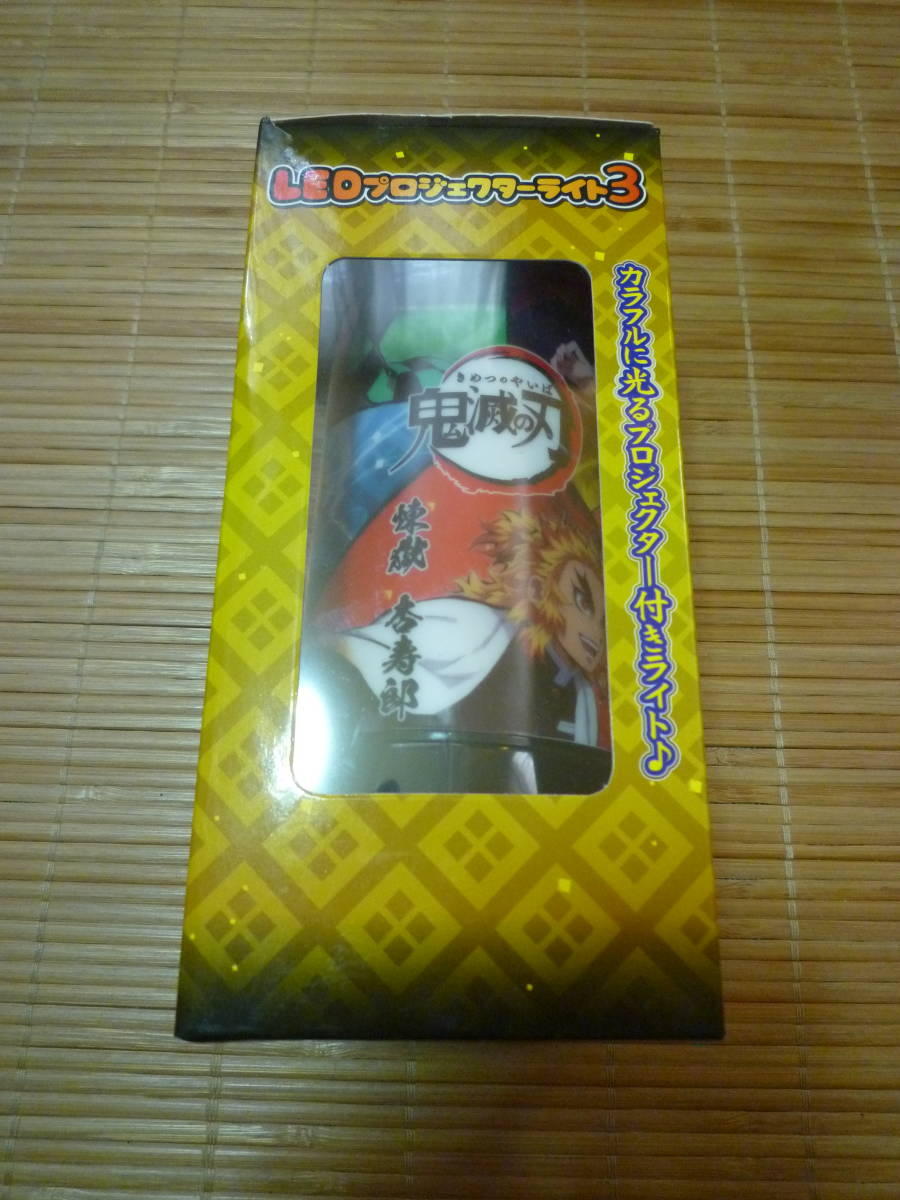 LEDプロジェクターライト3
カラフルに光るプロジェクター付きライト♪
きめつのやいば
鬼滅の刃
煉獄
杏寿郎